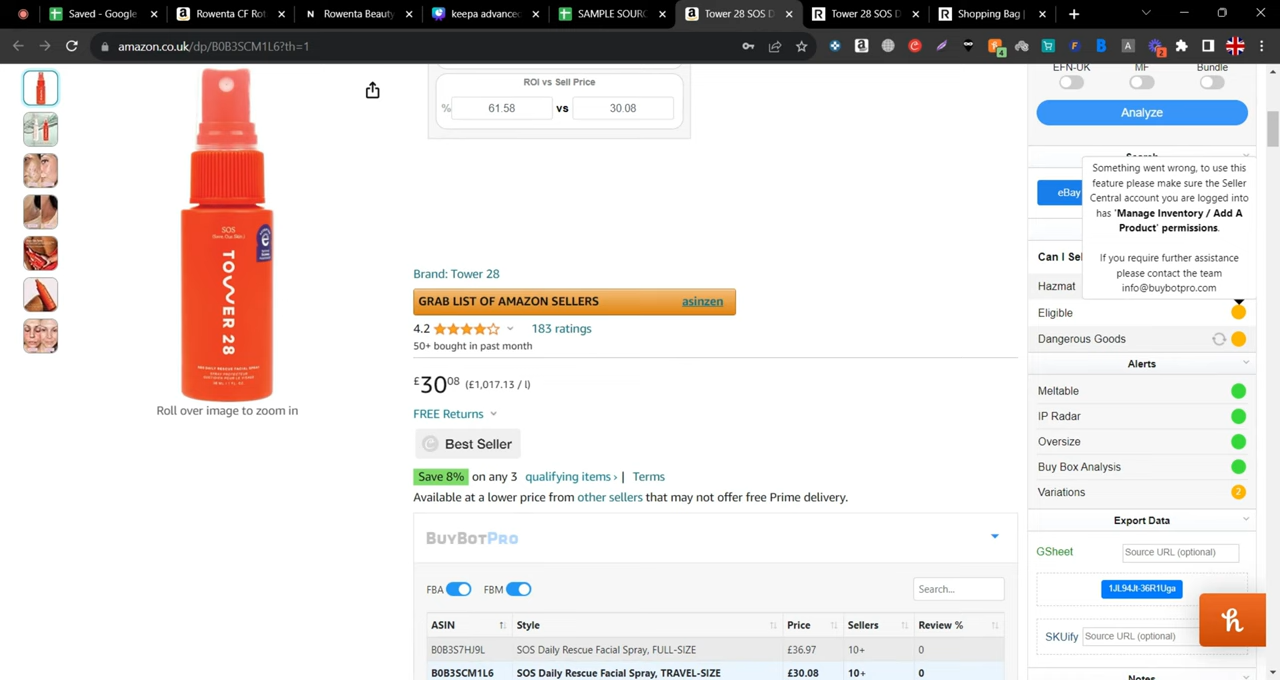 Saved - Google
Rowenta CF Rot
Rowenta Beauty
keepa advanced
SAMPLE SOURC
Tower 28 SOS D
Tower 28 SOS D
Shopping Bag |
amazon.co.uk/dp/B0B3SCM1L6?th=1
ROI vs Sell Price
% 61.58 vs 30.08
SOS
TOWER 28
Roll over image to zoom in
Brand: Tower 28
GRAB LIST OF AMAZON SELLERS asinzen
4.2 183 ratings
50+ bought in past month
£3008 (£1,017.13 / l)
FREE Returns
Best Seller
Save 8% on any 3 qualifying items › | Terms
Available at a lower price from other sellers that may not offer free Prime delivery.
BUYBOTPRO
FBA FBM Search...
ASIN Style Price Sellers Review %
B0B3S7HJ9L SOS Daily Rescue Facial Spray, FULL-SIZE £36.97 10+ 0
B0B3SCM1L6 SOS Daily Rescue Facial Spray, TRAVEL-SIZE £30.08 10+ 0
EFN-UK MF Bundle
Analyze
Search
eBay
Something went wrong, to use this
feature please make sure the Seller
Central account you are logged into
has 'Manage Inventory / Add A
Product' permissions.
If you require further assistance
please contact the team
info@buybotpro.com
Can I Sel
Hazmat
Eligible
Dangerous Goods
Alerts
Meltable
IP Radar
Oversize
Buy Box Analysis
Variations 2
Export Data
GSheet Source URL (optional)
1JL94Jt-36R1Uga
SKUify Source URL (optional)
Notes